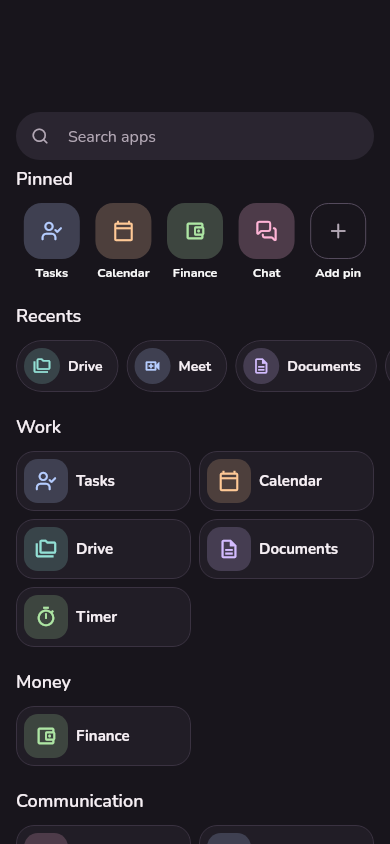 Search apps
Pinned
Tasks
Calendar
Finance
Chat
Add pin
Recents
Drive
Meet
Documents
Work
Tasks
Calendar
Drive
Documents
Timer
Money
Finance
Communication